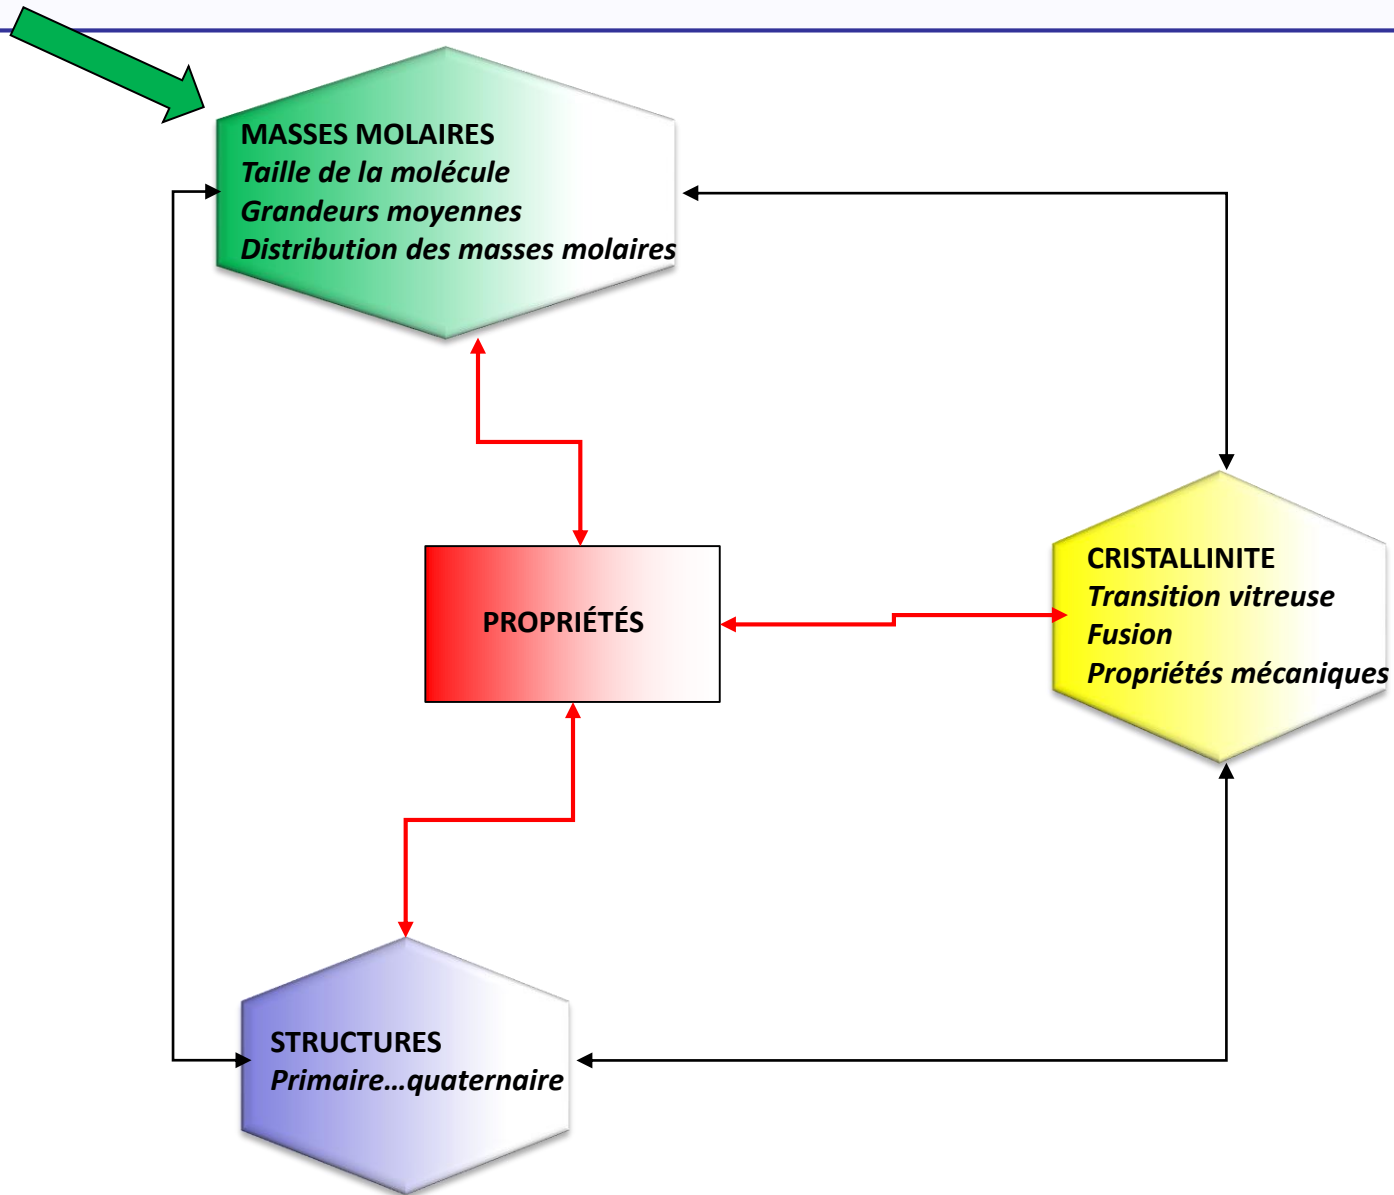 MASSES MOLAIRES
Taille de la molécule
Grandeurs moyennes
Distribution des masses molaires
PROPRIÉTÉS
CRISTALLINITE
Transition vitreuse
Fusion
Propriétés mécaniques
STRUCTURES
Primaire...quaternaire